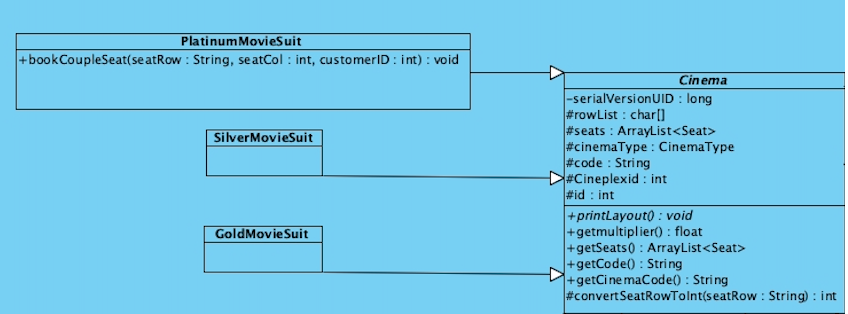 PlatinumMovieSuit
+bookCoupleSeat(seatRow : String, seatCol : int, customerID : int) : void
SilverMovieSuit
GoldMovieSuit
Cinema
-serialVersionUID : long
#rowList : char[]
#seats : ArrayList<Seat>
#cinemaType : CinemaType
#code : String
#Cineplexid : int
#id : int
+printLayout() : void
+getmultiplier() : float
+getSeats() : ArrayList<Seat>
+getCode() : String
+getCinemaCode() : String
#convertSeatRowToInt(seatRow : String) : int